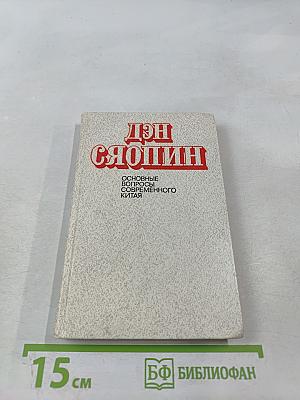 ДЭН
СЯОПИН
ОСНОВНЫЕ
ВОПРОСЫ
СОВРЕМЕННОГО
КИТАЯ
15 см
БФ БИБЛИОФАН